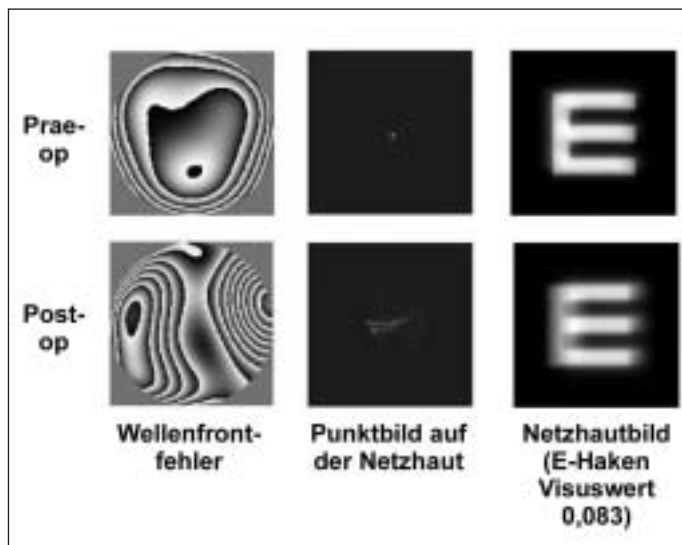 Prae-
op
Post-
op
Wellenfront-
fehler
Punktbild auf
der Netzhaut
Netzhautbild
(E-Haken
Visuswert
0,083)
E
E